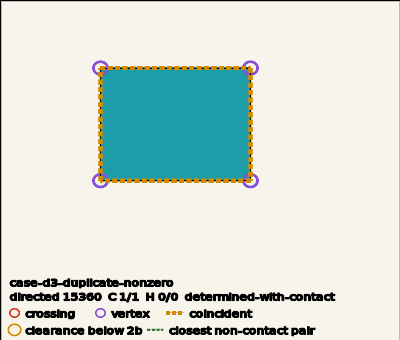 case-d3-duplicate-nonzero
directed 15360 C 1/1 H 0/0 determined-with-contact
crossing vertex coincident
clearance below 2b closest non-contact pair